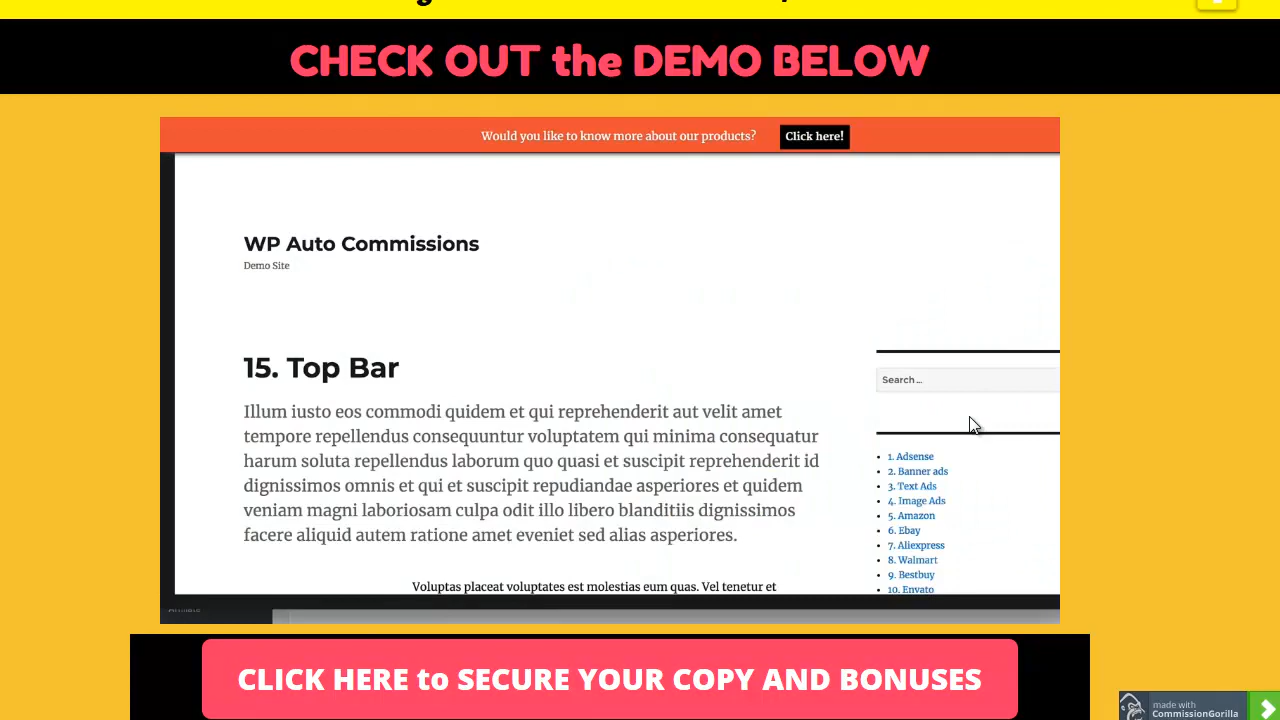 CHECK OUT the DEMO BELOW
Would you like to know more about our products? Click here!
WP Auto Commissions
Demo Site
15. Top Bar
Illum iusto eos commodi quidem et qui reprehenderit aut velit amet
tempore repellendus consequuntur voluptatem qui minima consequatur
harum soluta repellendus laborum quo quasi et suscipit reprehenderit id
dignissimos omnis et qui et suscipit repudiandae asperiores et quidem
veniam magni laboriosam culpa odit illo libero blanditiis dignissimos
facere aliquid autem ratione amet eveniet sed alias asperiores.
Voluptas placeat voluptates est molestias eum quas. Vel tenetur et
Search ...
1. Adsense
2. Banner ads
3. Text Ads
4. Image Ads
5. Amazon
6. Ebay
7. Aliexpress
8. Walmart
9. Bestbuy
10. Envato
CLICK HERE to SECURE YOUR COPY AND BONUSES
made with
CommissionGorilla